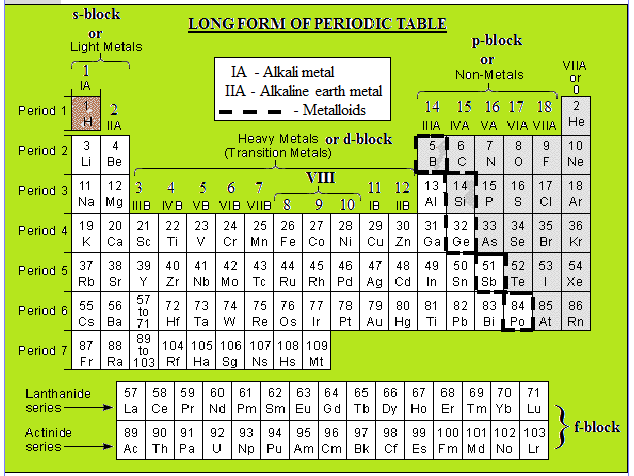 LONG FORM OF PERIODIC TABLE
s-block
or
Light Metals
1
IA
p-block
or
Non-Metals
VIIA
or
0
IA - Alkali metal
IIA - Alkaline earth metal
- Metalloids
Period 1
1
H
2
IIA
14 15 16 17 18
IIIA IVA VA VIA VIIA
2
He
Heavy Metals or d-block
(Transition Metals)
Period 2
3 4 5 6 7 8 9 10
Li Be B C N O F Ne
VIII
3 4 5 6 7 8 9 10 11 12
IIIB IVB VB VIB VIIB IB IIB
Period 3
11 12 13 14 15 16 17 18
Na Mg Al Si P S Cl Ar
Period 4
19 20 21 22 23 24 25 26 27 28 29 30 31 32 33 34 35 36
K Ca Sc Ti V Cr Mn Fe Co Ni Cu Zn Ga Ge As Se Br Kr
Period 5
37 38 39 40 41 42 43 44 45 46 47 48 49 50 51 52 53 54
Rb Sr Y Zr Nb Mo Tc Ru Rh Pd Ag Cd In Sn Sb Te I Xe
Period 6
55 56 57 to 71 72 73 74 75 76 77 78 79 80 81 82 83 84 85 86
Cs Ba Hf Ta W Re Os Ir Pt Au Hg Ti Pb Bi Po At Rn
Period 7
87 88 89 to 103 104 105 106 107 108 109
Fr Ra Rf Ha Sg Ns Hs Mt
Lanthanide
series
57 58 59 60 61 62 63 64 65 66 67 68 69 70 71
La Ce Pr Nd Pm Sm Eu Gd Tb Dy Ho Er Tm Yb Lu
Actinide
series
89 90 91 92 93 94 95 96 97 98 99 100 101 102 103
Ac Th Pa U Np Pu Am Cm Bk Cf Es Fm Md No Lr
f-block